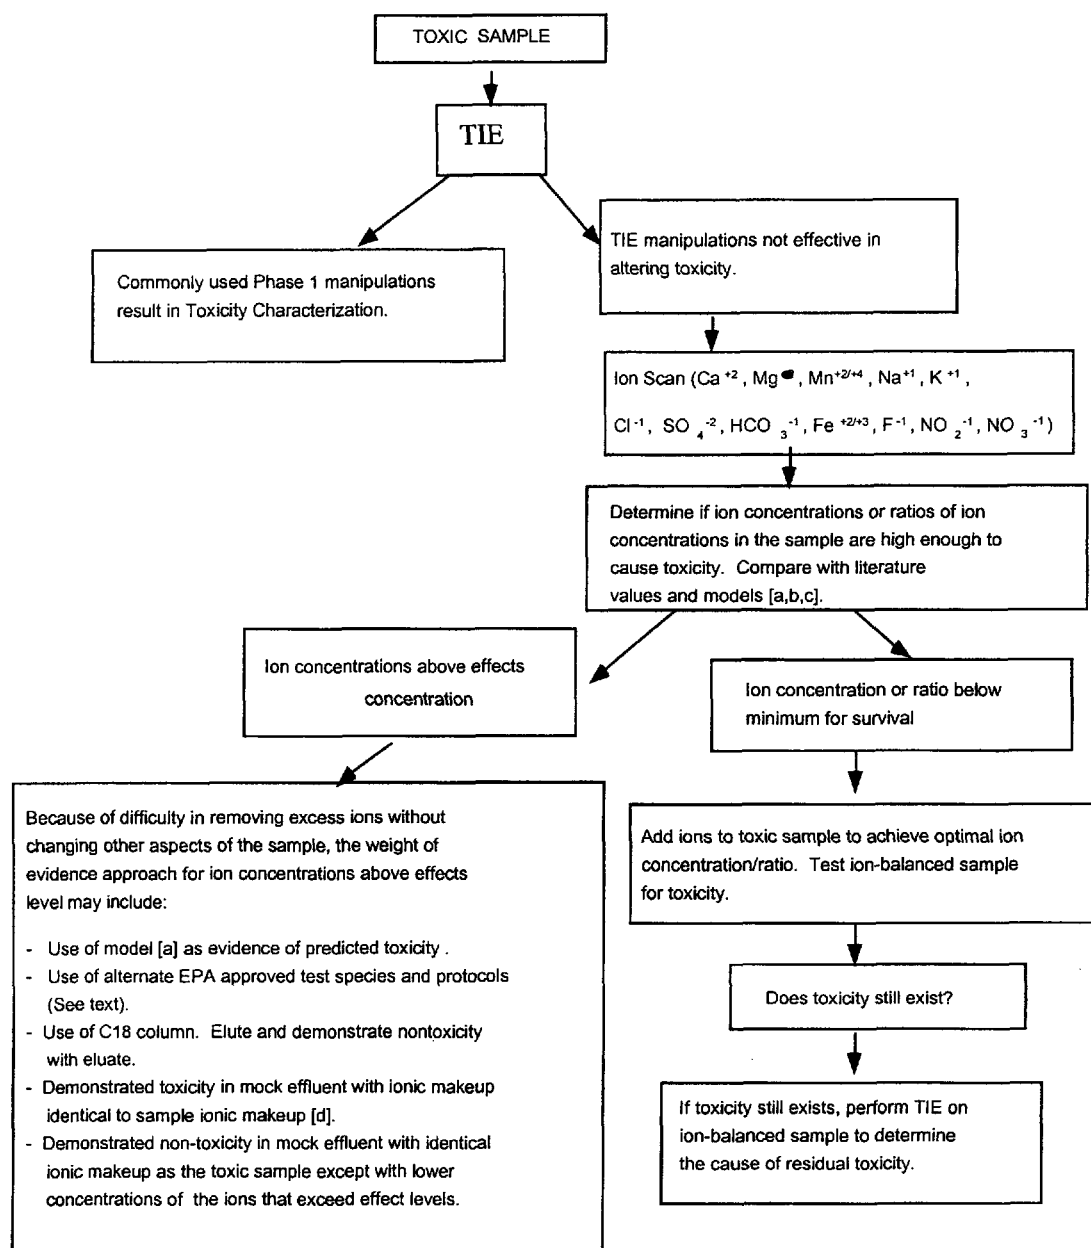 TOXIC SAMPLE
TIE
Commonly used Phase 1 manipulations
result in Toxicity Characterization.
TIE manipulations not effective in
altering toxicity.
Ion Scan (Ca +2 , Mg , Mn+2/+4, Na+1, K +1 ,
Cl -1, SO 4 -2, HCO 3 -1, Fe +2/+3, F-1, NO 2 -1, NO 3 -1)
Determine if ion concentrations or ratios of ion
concentrations in the sample are high enough to
cause toxicity. Compare with literature
values and models [a,b,c].
Ion concentrations above effects
concentration
Ion concentration or ratio below
minimum for survival
Because of difficulty in removing excess ions without
changing other aspects of the sample, the weight of
evidence approach for ion concentrations above effects
level may include:
- Use of model [a] as evidence of predicted toxicity .
- Use of alternate EPA approved test species and protocols
(See text).
- Use of C18 column. Elute and demonstrate nontoxicity
with eluate.
- Demonstrated toxicity in mock effluent with ionic makeup
identical to sample ionic makeup [d].
- Demonstrated non-toxicity in mock effluent with identical
ionic makeup as the toxic sample except with lower
concentrations of the ions that exceed effect levels.
Add ions to toxic sample to achieve optimal ion
concentration/ratio. Test ion-balanced sample
for toxicity.
Does toxicity still exist?
If toxicity still exists, perform TIE on
ion-balanced sample to determine
the cause of residual toxicity.